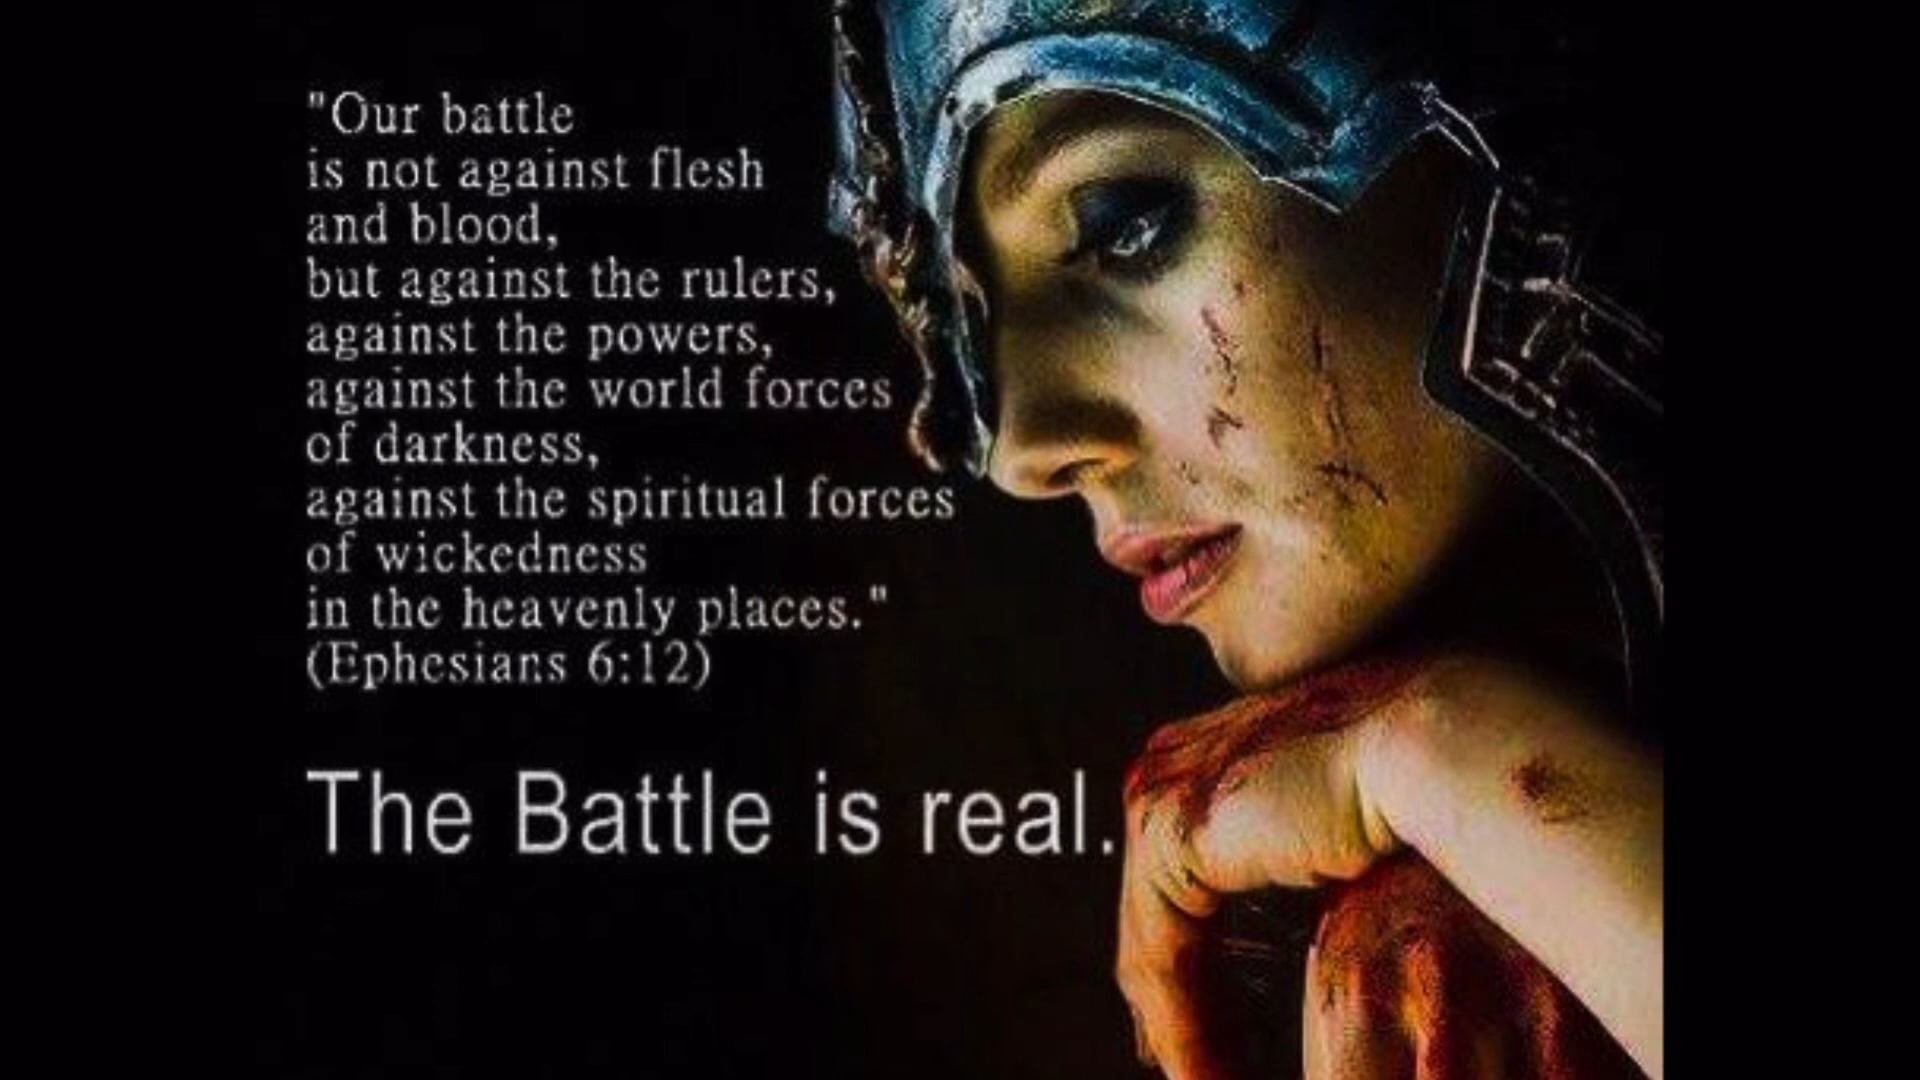 "Our battle
is not against flesh
and blood,
but against the rulers,
against the powers,
against the world forces
of darkness,
against the spiritual forces
of wickedness
in the heavenly places."
(Ephesians 6:12)
The Battle is real.